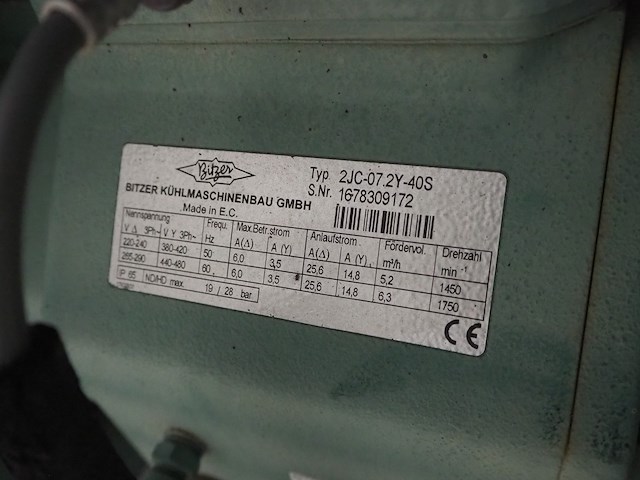 Bitzer
BITZER KÜHLMASCHINENBAU GMBH
Made in E.C.
Typ 2JC-07.2Y-40S
S.Nr. 1678309172
Nennspannung Frequ. Max.Betr.strom Anlaufstrom Fördervol. Drehzahl
V Δ 3Ph~ V Y 3Ph~ Hz A(Δ) A (Y) A(Δ) A (Y) m³/h min⁻¹
220-240 380-420 50 6.0 3,5 25,6 14,8 5,2 1450
265-290 440-480 60 6.0 3.5 25,6 14,8 6,3 1750
IP 65 ND/HD max. 19 / 28 bar
CE